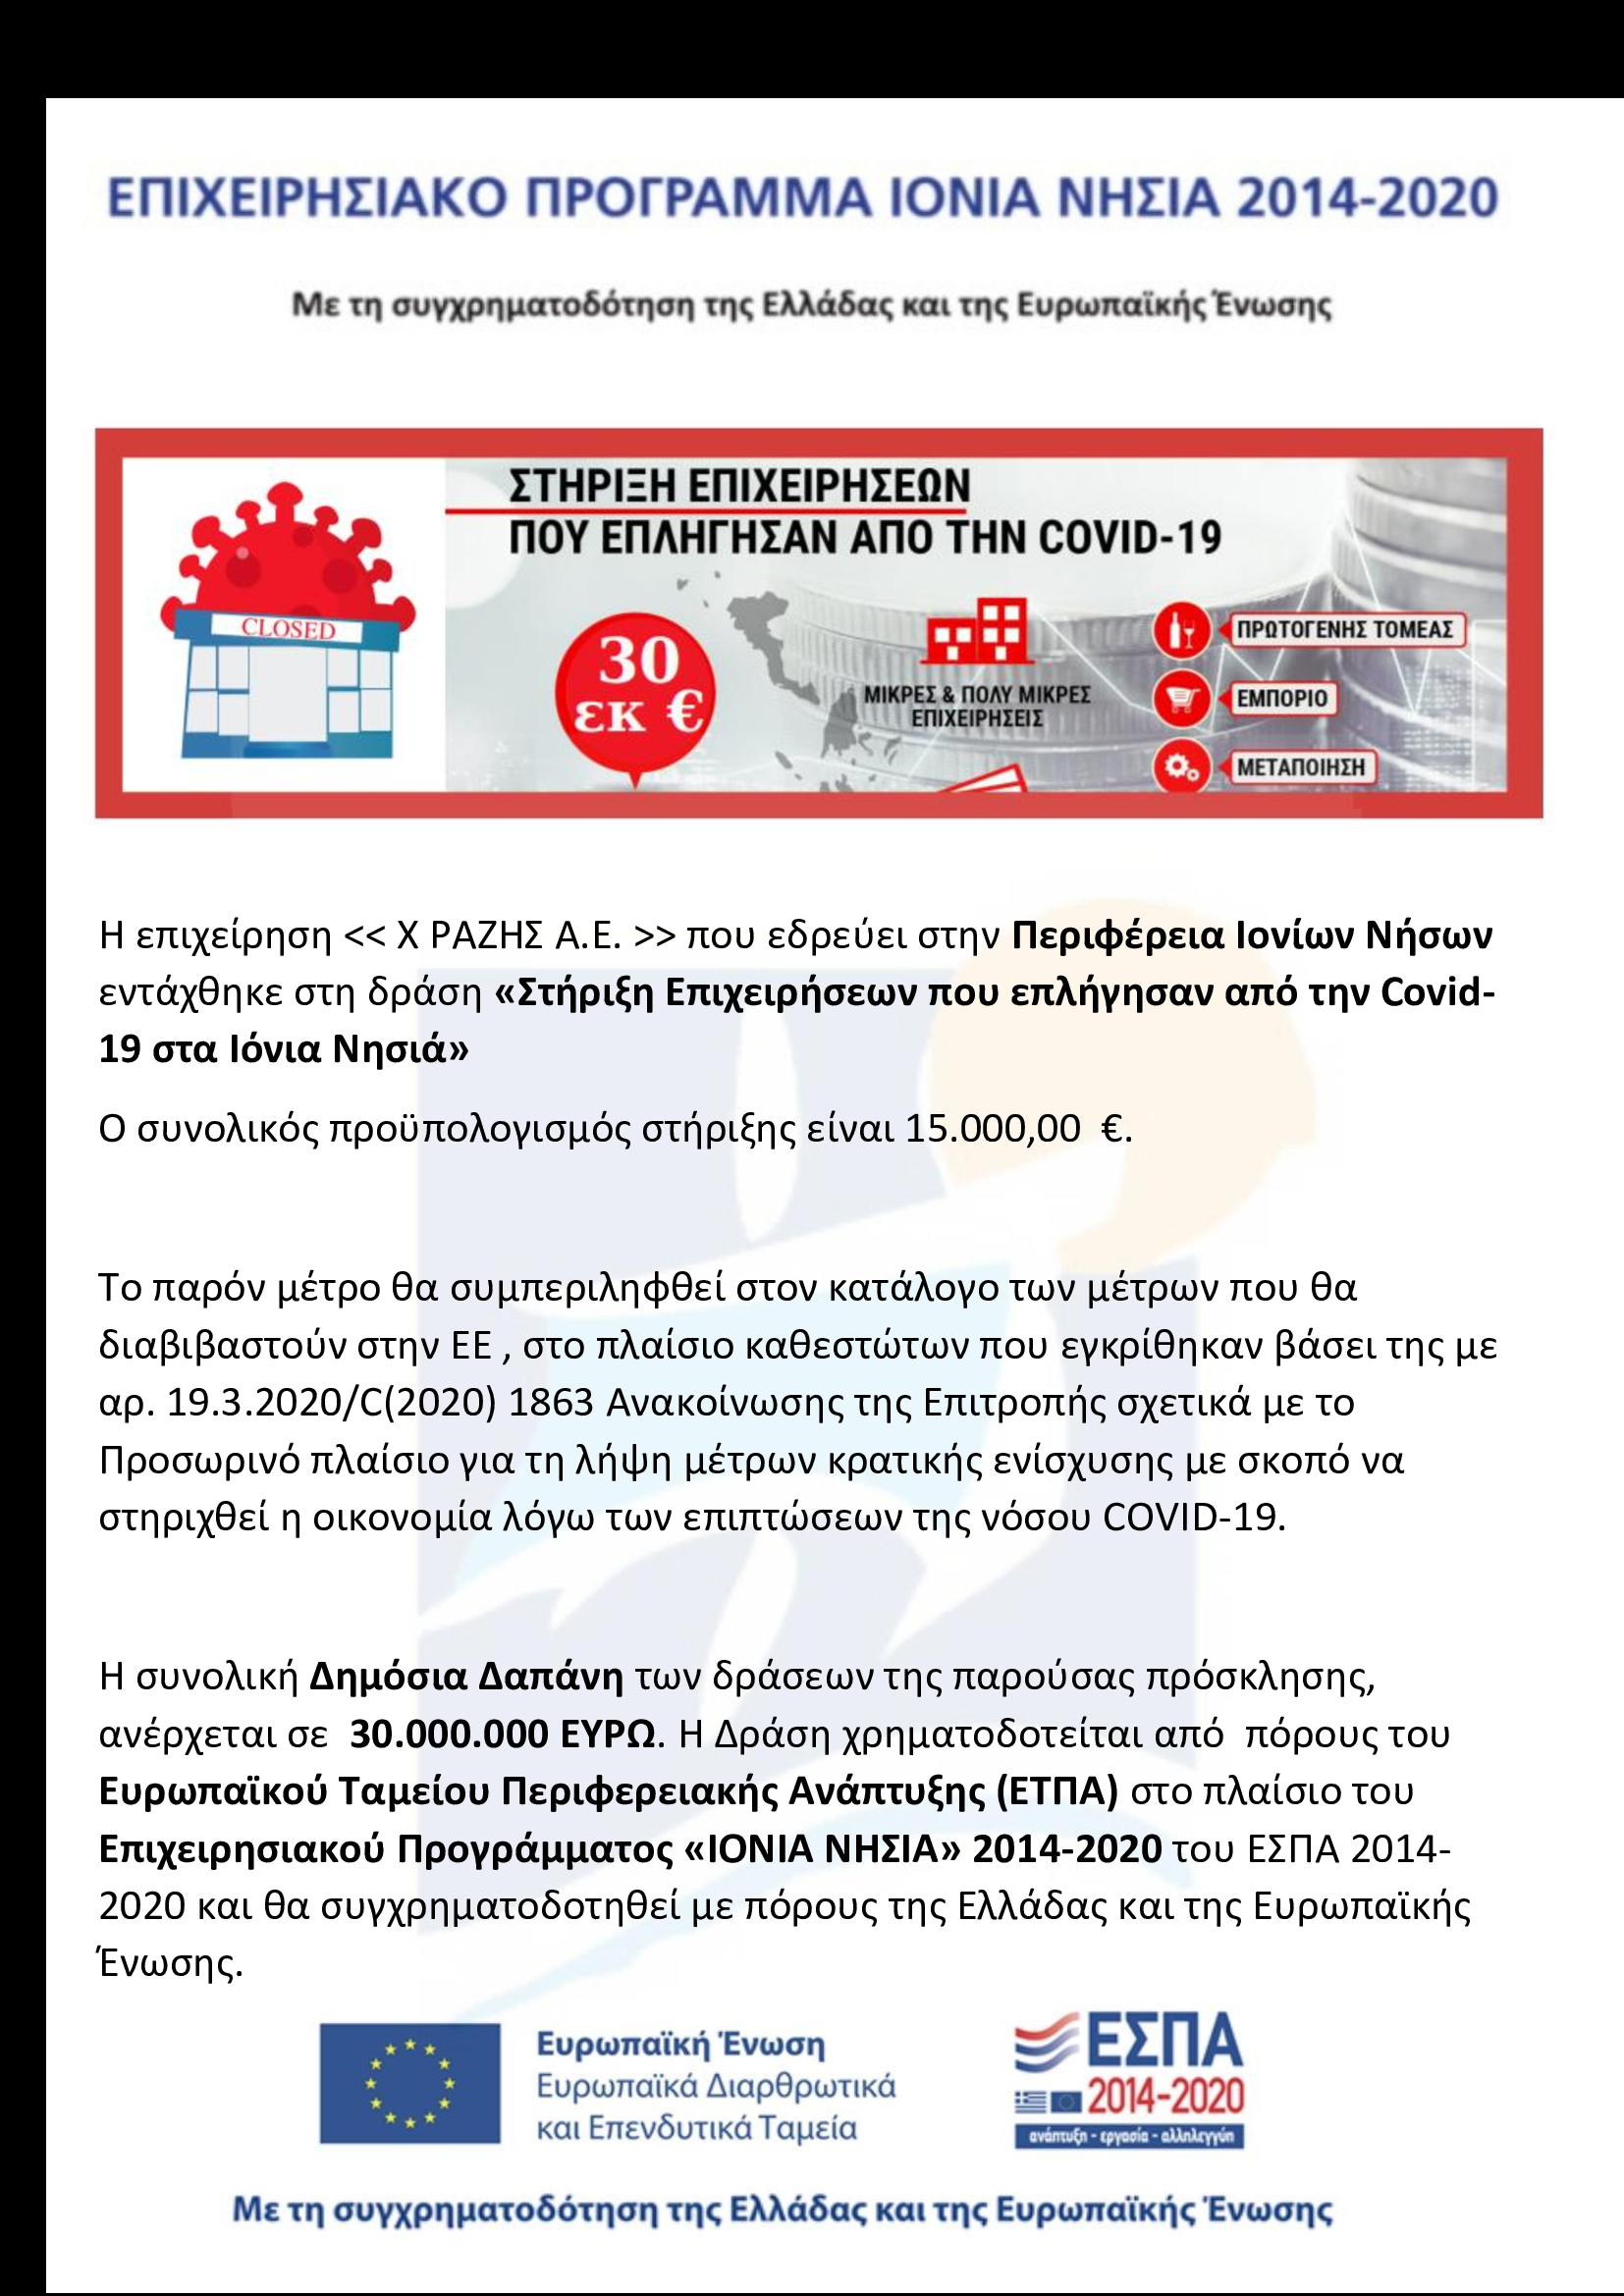 ΕΠΙΧΕΙΡΗΣΙΑΚΟ ΠΡΟΓΡΑΜΜΑ ΙΟΝΙΑ ΝΗΣΙΑ 2014-2020
Με τη συγχρηματοδότηση της Ελλάδας και της Ευρωπαϊκής Ένωσης
CLOSED
ΣΤΗΡΙΞΗ ΕΠΙΧΕΙΡΗΣΕΩΝ
ΠΟΥ ΕΠΛΗΓΗΣΑΝ ΑΠΟ ΤΗΝ COVID-19
30
εκ €
ΜΙΚΡΕΣ & ΠΟΛΥ ΜΙΚΡΕΣ
ΕΠΙΧΕΙΡΗΣΕΙΣ
ΠΡΩΤΟΓΕΝΗΣ ΤΟΜΕΑΣ
ΕΜΠΟΡΙΟ
ΜΕΤΑΠΟΙΗΣΗ
Η επιχείρηση << Χ ΡΑΖΗΣ Α.Ε. >> που εδρεύει στην Περιφέρεια Ιονίων Νήσων
εντάχθηκε στη δράση «Στήριξη Επιχειρήσεων που επλήγησαν από την Covid-
19 στα Ιόνια Νησιά»
Ο συνολικός προϋπολογισμός στήριξης είναι 15.000,00 €.
Το παρόν μέτρο θα συμπεριληφθεί στον κατάλογο των μέτρων που θα
διαβιβαστούν στην ΕΕ , στο πλαίσιο καθεστώτων που εγκρίθηκαν βάσει της με
αρ. 19.3.2020/C(2020) 1863 Ανακοίνωσης της Επιτροπής σχετικά με το
Προσωρινό πλαίσιο για τη λήψη μέτρων κρατικής ενίσχυσης με σκοπό να
στηριχθεί η οικονομία λόγω των επιπτώσεων της νόσου COVID-19.
Η συνολική Δημόσια Δαπάνη των δράσεων της παρούσας πρόσκλησης,
ανέρχεται σε 30.000.000 ΕΥΡΩ. Η Δράση χρηματοδοτείται από πόρους του
Ευρωπαϊκού Ταμείου Περιφερειακής Ανάπτυξης (ΕΤΠΑ) στο πλαίσιο του
Επιχειρησιακού Προγράμματος «ΙΟΝΙΑ ΝΗΣΙΑ» 2014-2020 του ΕΣΠΑ 2014-
2020 και θα συγχρηματοδοτηθεί με πόρους της Ελλάδας και της Ευρωπαϊκής
Ένωσης.
Ευρωπαϊκή Ένωση
Ευρωπαϊκά Διαρθρωτικά
και Επενδυτικά Ταμεία
ΕΣΠΑ
2014-2020
ανάπτυξη - εργασία - αλληλεγγύη
Με τη συγχρηματοδότηση της Ελλάδας και της Ευρωπαϊκής Ένωσης